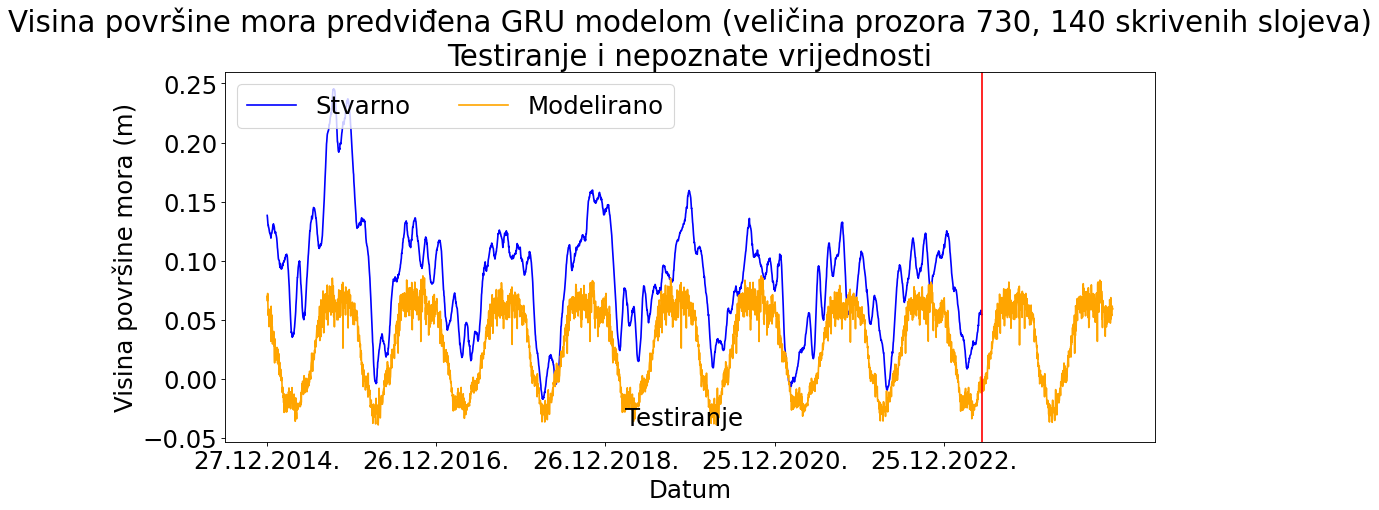 Visina površine mora predviđena GRU modelom (veličina prozora 730, 140 skrivenih slojeva)
Testiranje i nepoznate vrijednosti
Stvarno
Modelirano
Visina površine mora (m)
0.25
0.20
0.15
0.10
0.05
0.00
−0.05
Testiranje
27.12.2014.
26.12.2016.
26.12.2018.
25.12.2020.
25.12.2022.
Datum